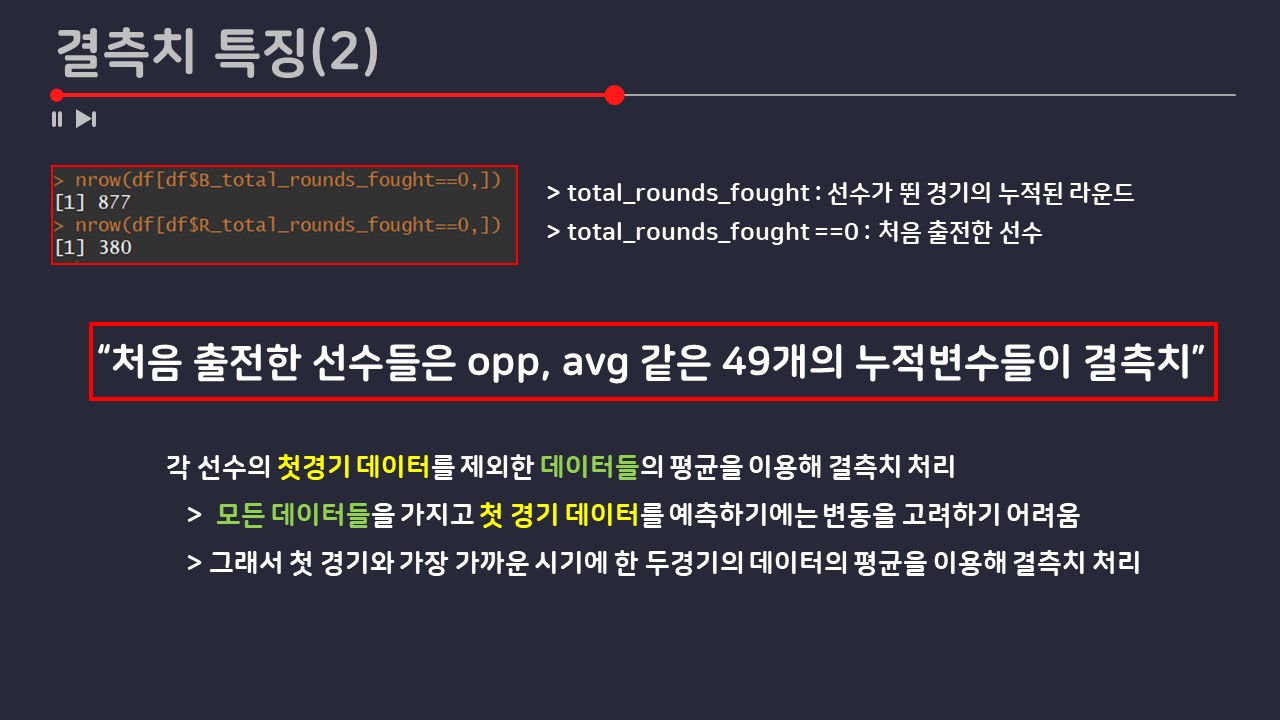 결측치 특징(2)
> nrow(df[df$B_total_rounds_fought==0,])
[1] 877
> nrow(df[df$R_total_rounds_fought==0,])
[1] 380
> total_rounds_fought : 선수가 뛴 경기의 누적된 라운드
> total_rounds_fought ==0 : 처음 출전한 선수
“처음 출전한 선수들은 opp, avg 같은 49개의 누적변수들이 결측치”
각 선수의 첫경기 데이터를 제외한 데이터들의 평균을 이용해 결측치 처리
> 모든 데이터들을 가지고 첫 경기 데이터를 예측하기에는 변동을 고려하기 어려움
> 그래서 첫 경기와 가장 가까운 시기에 한 두경기의 데이터의 평균을 이용해 결측치 처리